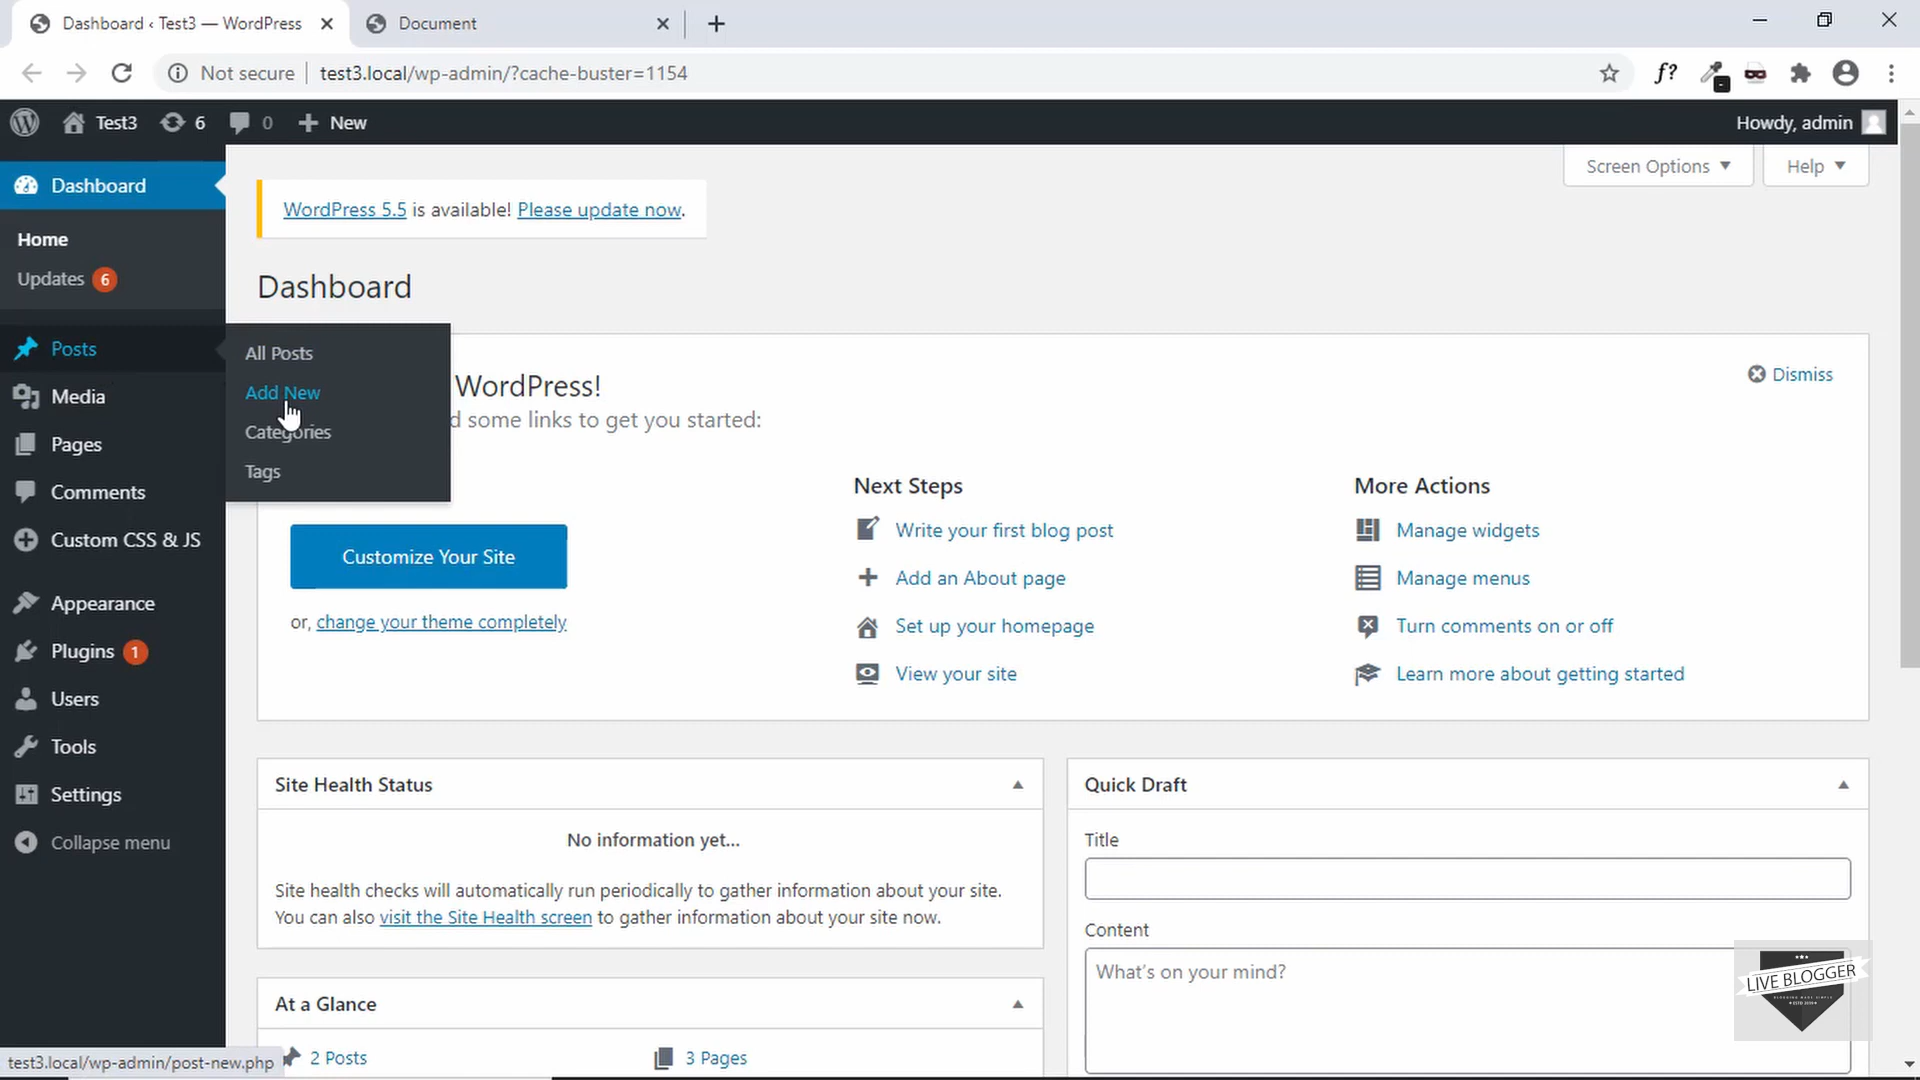 Dashboard ‹ Test3 — WordPress
Document
Not secure
test3.local/wp-admin/?cache-buster=1154
f?
Test3
6
0
New
Howdy, admin
Dashboard
Home
Updates 6
Posts
Media
Pages
Comments
Custom CSS & JS
Appearance
Plugins 1
Users
Tools
Settings
Collapse menu
All Posts
Add New
Categories
Tags
Screen Options
Help
WordPress 5.5 is available! Please update now.
Dashboard
WordPress!
d some links to get you started:
Dismiss
Customize Your Site
or, change your theme completely
Next Steps
Write your first blog post
Add an About page
Set up your homepage
View your site
More Actions
Manage widgets
Manage menus
Turn comments on or off
Learn more about getting started
Site Health Status
No information yet...
Site health checks will automatically run periodically to gather information about your site.
You can also visit the Site Health screen to gather information about your site now.
At a Glance
2 Posts
3 Pages
Quick Draft
Title
Content
What's on your mind?
LIVE BLOGGER
test3.local/wp-admin/post-new.php